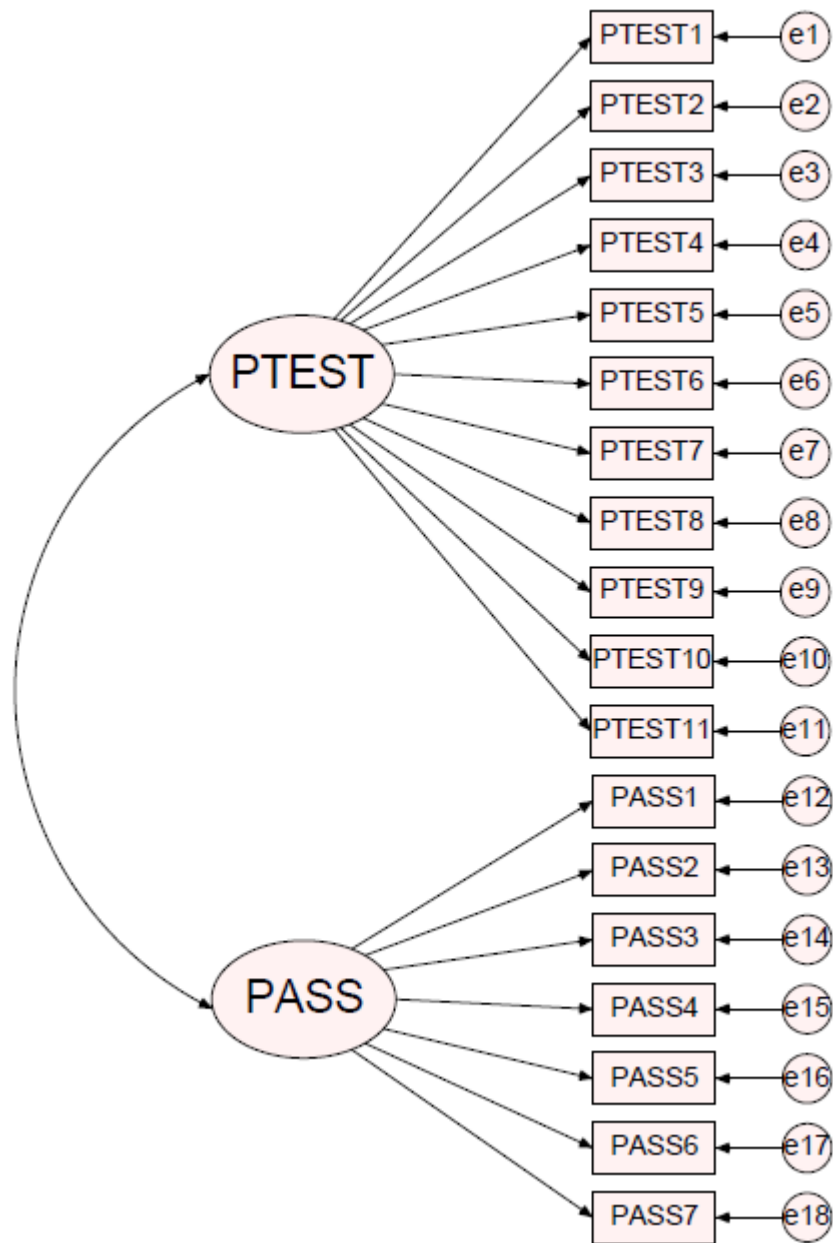 PTEST1 e1
PTEST2 e2
PTEST3 e3
PTEST4 e4
PTEST5 e5
PTEST
PTEST6 e6
PTEST7 e7
PTEST8 e8
PTEST9 e9
PTEST10 e10
PTEST11 e11
PASS1 e12
PASS2 e13
PASS3 e14
PASS
PASS4 e15
PASS5 e16
PASS6 e17
PASS7 e18